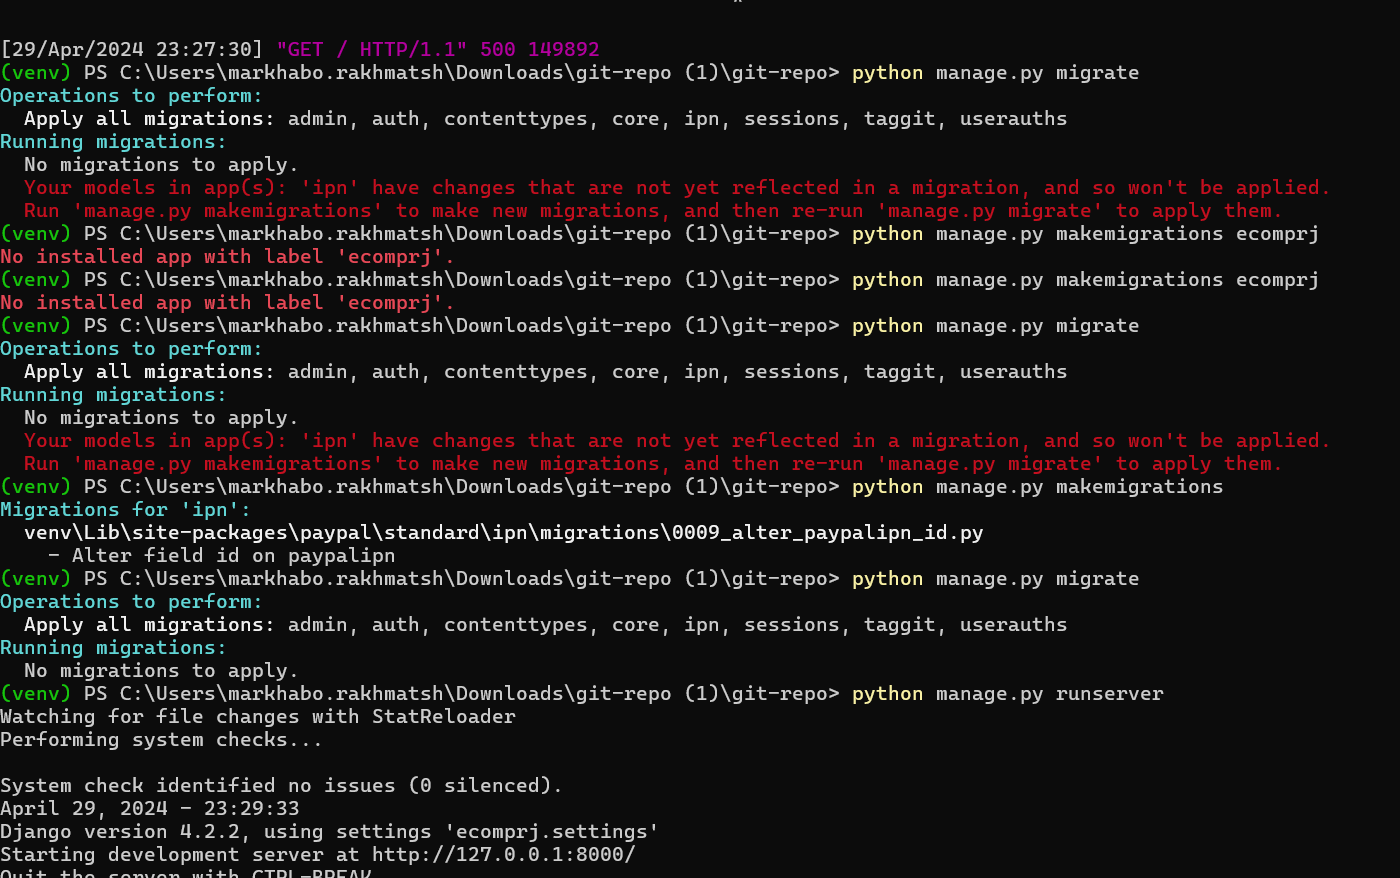 [29/Apr/2024 23:27:30] "GET / HTTP/1.1" 500 149892
(venv) PS C:\Users\markhabo.rakhmatsh\Downloads\git-repo (1)\git-repo> python manage.py migrate
Operations to perform:
  Apply all migrations: admin, auth, contenttypes, core, ipn, sessions, taggit, userauths
Running migrations:
  No migrations to apply.
  Your models in app(s): 'ipn' have changes that are not yet reflected in a migration, and so won't be applied.
  Run 'manage.py makemigrations' to make new migrations, and then re-run 'manage.py migrate' to apply them.
(venv) PS C:\Users\markhabo.rakhmatsh\Downloads\git-repo (1)\git-repo> python manage.py makemigrations ecomprj
No installed app with label 'ecomprj'.
(venv) PS C:\Users\markhabo.rakhmatsh\Downloads\git-repo (1)\git-repo> python manage.py makemigrations ecomprj
No installed app with label 'ecomprj'.
(venv) PS C:\Users\markhabo.rakhmatsh\Downloads\git-repo (1)\git-repo> python manage.py migrate
Operations to perform:
  Apply all migrations: admin, auth, contenttypes, core, ipn, sessions, taggit, userauths
Running migrations:
  No migrations to apply.
  Your models in app(s): 'ipn' have changes that are not yet reflected in a migration, and so won't be applied.
  Run 'manage.py makemigrations' to make new migrations, and then re-run 'manage.py migrate' to apply them.
(venv) PS C:\Users\markhabo.rakhmatsh\Downloads\git-repo (1)\git-repo> python manage.py makemigrations
Migrations for 'ipn':
  venv\Lib\site-packages\paypal\standard\ipn\migrations\0009_alter_paypalipn_id.py
    - Alter field id on paypalipn
(venv) PS C:\Users\markhabo.rakhmatsh\Downloads\git-repo (1)\git-repo> python manage.py migrate
Operations to perform:
  Apply all migrations: admin, auth, contenttypes, core, ipn, sessions, taggit, userauths
Running migrations:
  No migrations to apply.
(venv) PS C:\Users\markhabo.rakhmatsh\Downloads\git-repo (1)\git-repo> python manage.py runserver
Watching for file changes with StatReloader
Performing system checks...

System check identified no issues (0 silenced).
April 29, 2024 - 23:29:33
Django version 4.2.2, using settings 'ecomprj.settings'
Starting development server at http://127.0.0.1:8000/
Quit the server with CTRL-BREAK